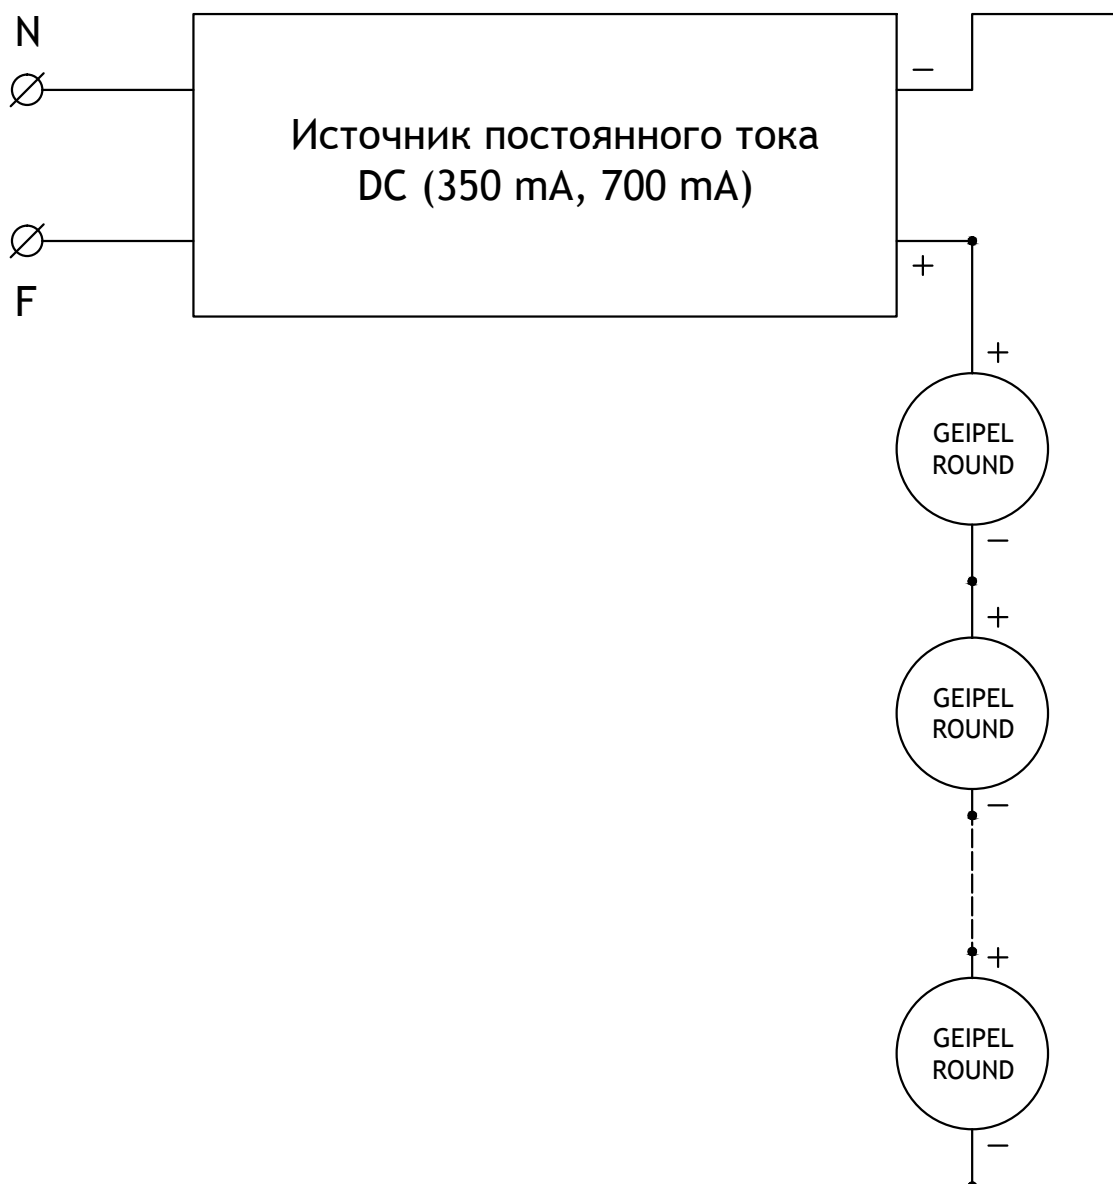 N
−
Источник постоянного тока
DC (350 mA, 700 mA)
+
F
+
GEIPEL
ROUND
−
+
GEIPEL
ROUND
−
+
GEIPEL
ROUND
−